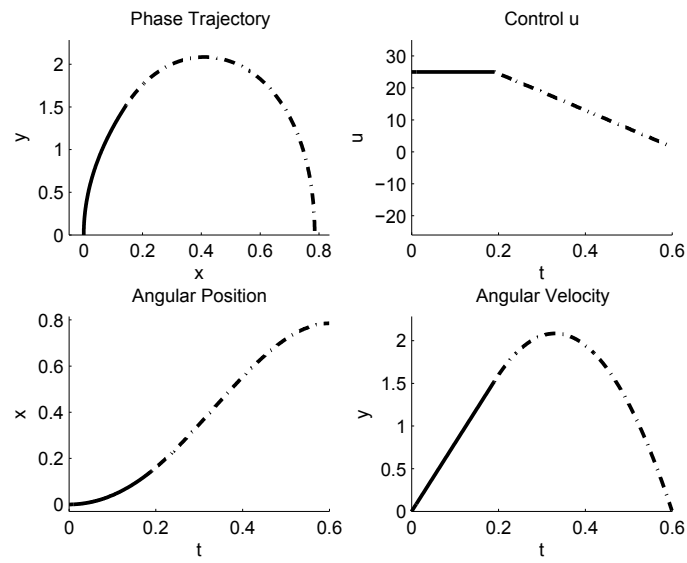 Phase Trajectory
2
1.5
1
0.5
0
y
0 0.2 0.4 0.6 0.8
x
Control u
30
20
10
0
−10
−20
u
0 0.2 0.4 0.6
t
Angular Position
0.8
0.6
0.4
0.2
0
x
0 0.2 0.4 0.6
t
Angular Velocity
2
1.5
1
0.5
0
y
0 0.2 0.4 0.6
t